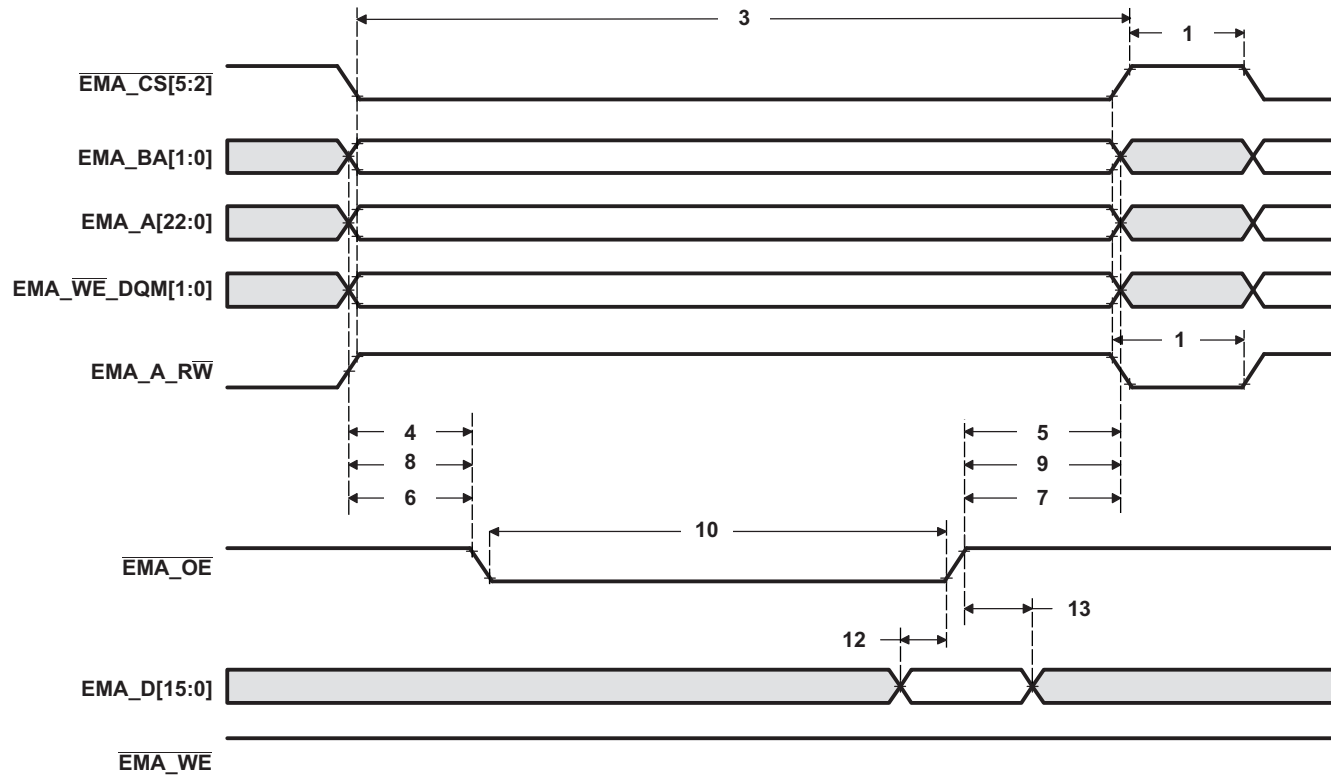 3
1
EMA_CS[5:2]
EMA_BA[1:0]
EMA_A[22:0]
EMA_WE_DQM[1:0]
1
EMA_A_RW
4
5
8
9
6
7
10
EMA_OE
13
12
EMA_D[15:0]
EMA_WE